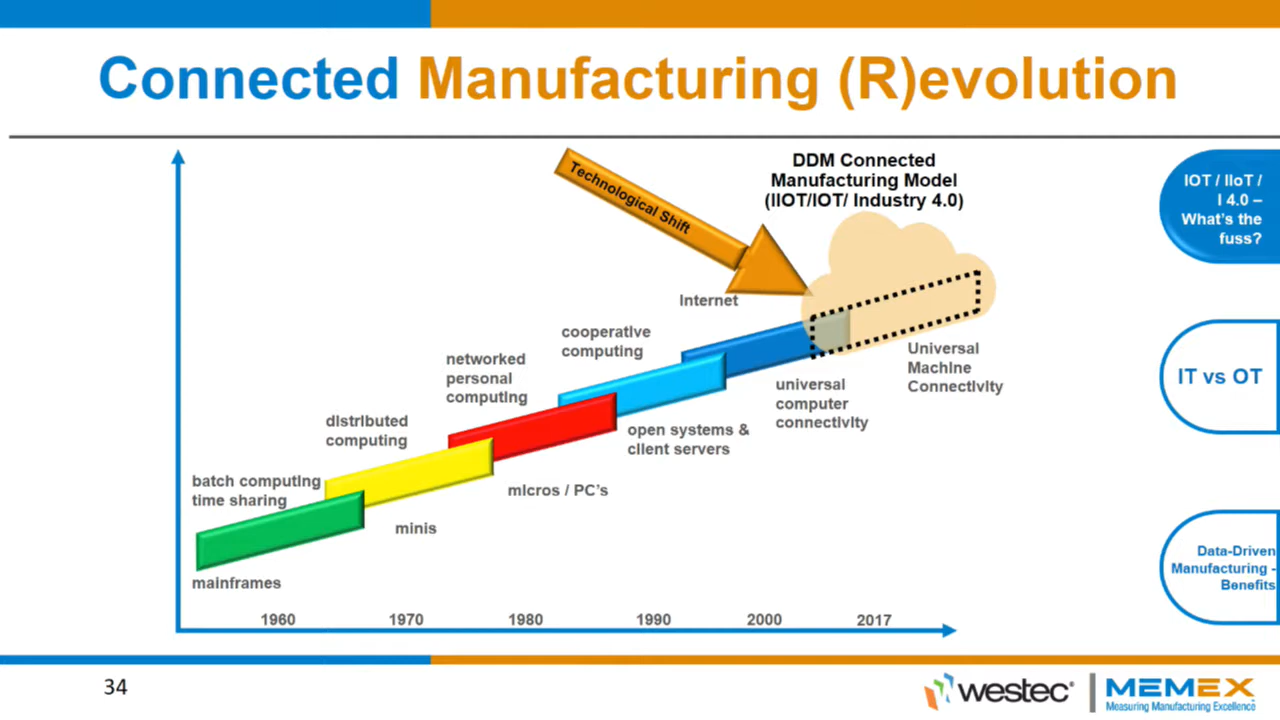 Connected Manufacturing (R)evolution
Technological Shift
DDM Connected
Manufacturing Model
(IIOT/IOT/ Industry 4.0)
IOT / IIoT /
I 4.0 –
What's the
fuss?
Internet
cooperative
computing
networked
personal
computing
Universal
Machine
Connectivity
IT vs OT
universal
computer
connectivity
distributed
computing
open systems &
client servers
batch computing
time sharing
micros / PC's
minis
mainframes
Data-Driven
Manufacturing -
Benefits
1960 1970 1980 1990 2000 2017
34
westec®
MEMEX
Measuring Manufacturing Excellence